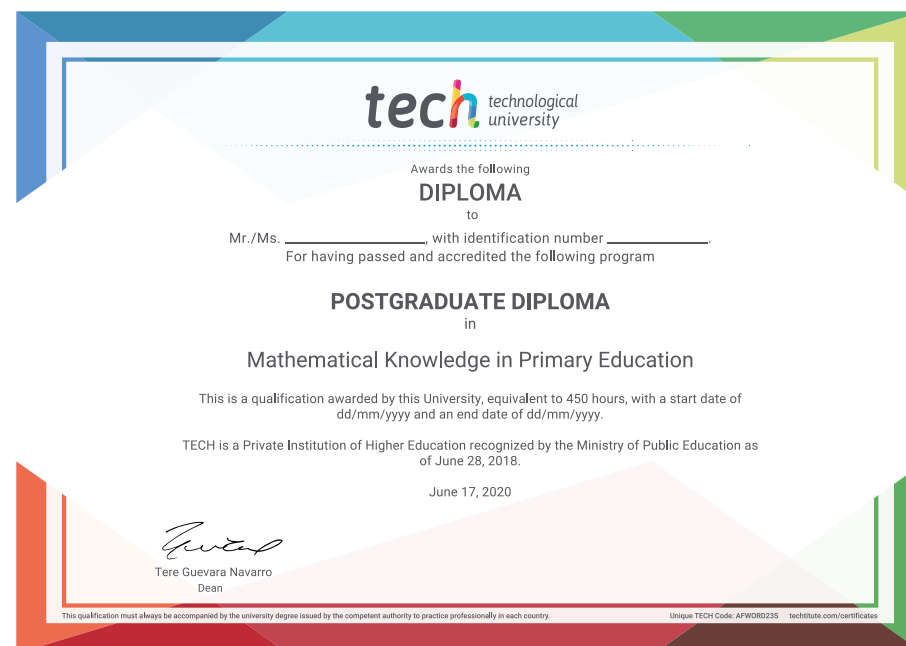 tech technological
university
Awards the following
DIPLOMA
to
Mr./Ms. ____________________, with identification number ______________.
For having passed and accredited the following program
POSTGRADUATE DIPLOMA
in
Mathematical Knowledge in Primary Education
This is a qualification awarded by this University, equivalent to 450 hours, with a start date of
dd/mm/yyyy and an end date of dd/mm/yyyy.
TECH is a Private Institution of Higher Education recognized by the Ministry of Public Education as
of June 28, 2018.
June 17, 2020
Tere Guevara Navarro
Dean
This qualification must always be accompanied by the university degree issued by the competent authority to practice professionally in each country. Unique TECH Code: AFWORD23S techtitute.com/certificates